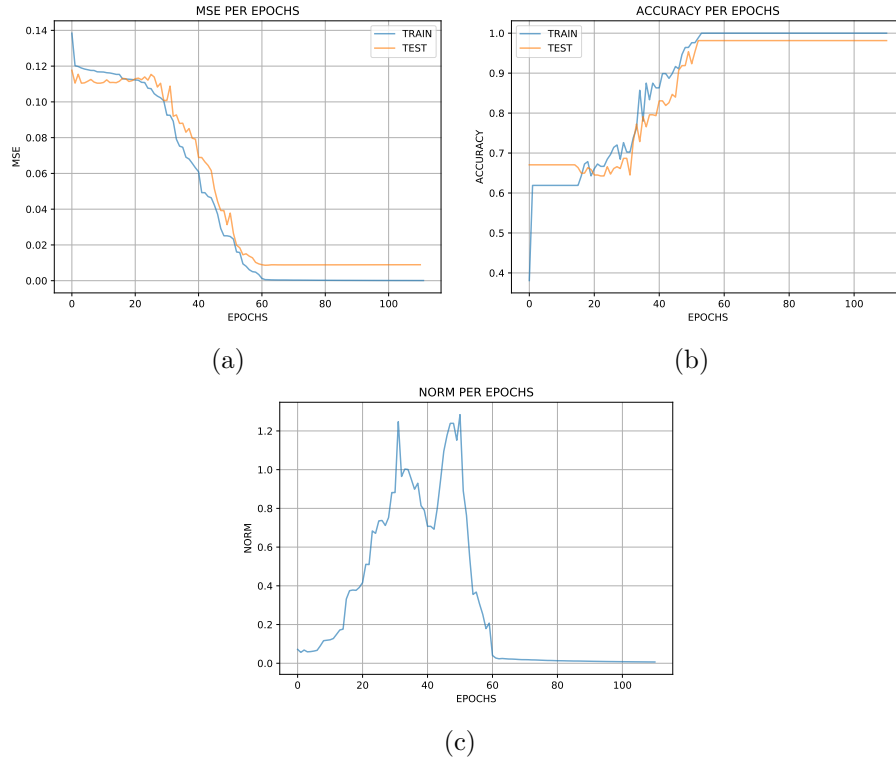 MSE PER EPOCHS
TRAIN
TEST
0.14
0.12
0.10
0.08
0.06
0.04
0.02
0.00
MSE
0 20 40 60 80 100
EPOCHS
(a)
ACCURACY PER EPOCHS
TRAIN
TEST
1.0
0.9
0.8
0.7
0.6
0.5
0.4
ACCURACY
0 20 40 60 80 100
EPOCHS
(b)
NORM PER EPOCHS
1.2
1.0
0.8
0.6
0.4
0.2
0.0
NORM
0 20 40 60 80 100
EPOCHS
(c)